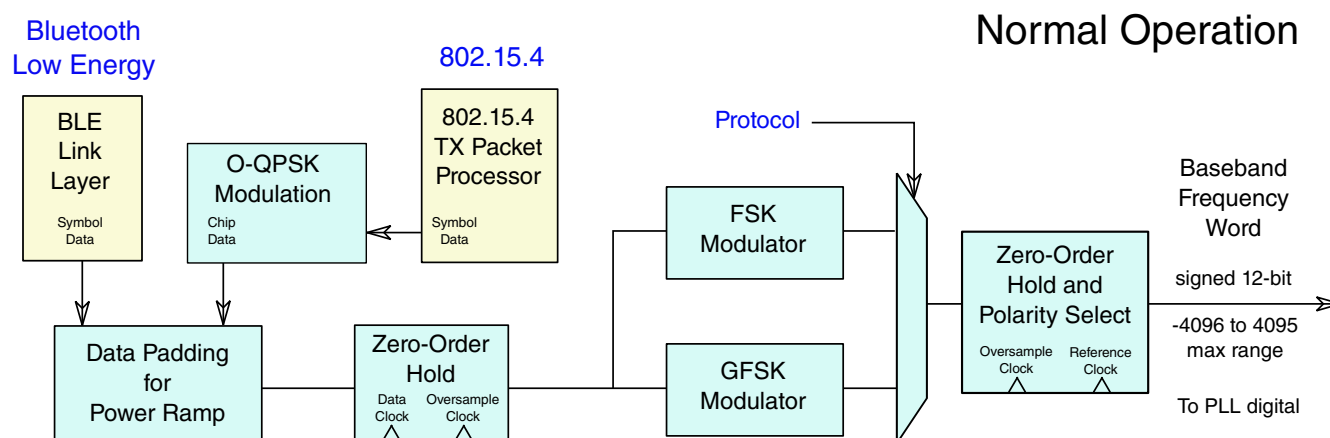 Normal Operation
Bluetooth
Low Energy
802.15.4
BLE
Link
Layer
Symbol
Data
O-QPSK
Modulation
Chip
Data
802.15.4
TX Packet
Processor
Symbol
Data
Protocol
FSK
Modulator
GFSK
Modulator
Data Padding
for
Power Ramp
Zero-Order
Hold
Data
Clock
Oversample
Clock
Zero-Order
Hold and
Polarity Select
Oversample
Clock
Reference
Clock
Baseband
Frequency
Word
signed 12-bit
-4096 to 4095
max range
To PLL digital